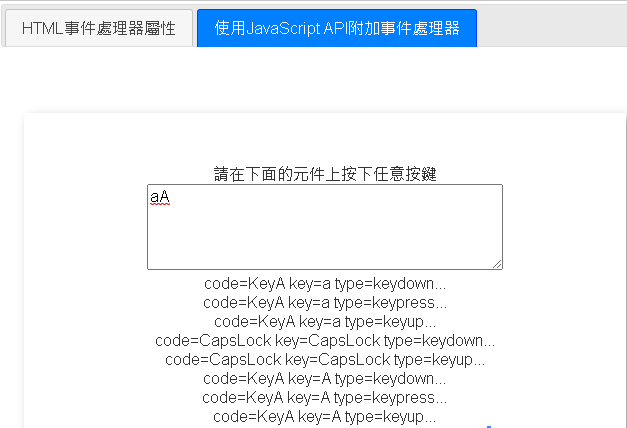 HTML事件處理器屬性 使用JavaScript API附加事件處理器
請在下面的元件上按下任意按鍵
aA
code=KeyA key=a type=keydown...
code=KeyA key=a type=keypress...
code=KeyA key=a type=keyup...
code=CapsLock key=CapsLock type=keydown...
code=CapsLock key=CapsLock type=keyup...
code=KeyA key=A type=keydown...
code=KeyA key=A type=keypress...
code=KeyA key=A type=keyup...